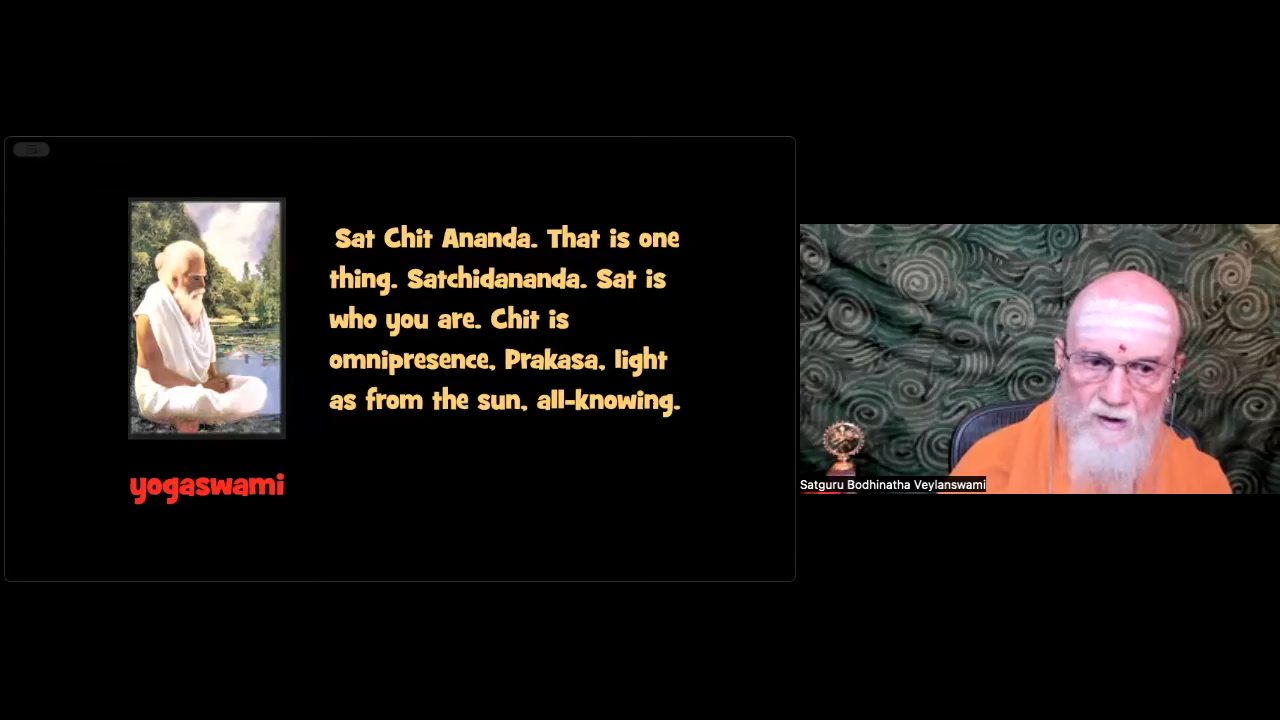 Sat Chit Ananda. That is one
thing. Satchidananda. Sat is
who you are. Chit is
omnipresence, Prakasa, light
as from the sun, all-knowing.
yogaswami
Satguru Bodhinatha Veylanswami